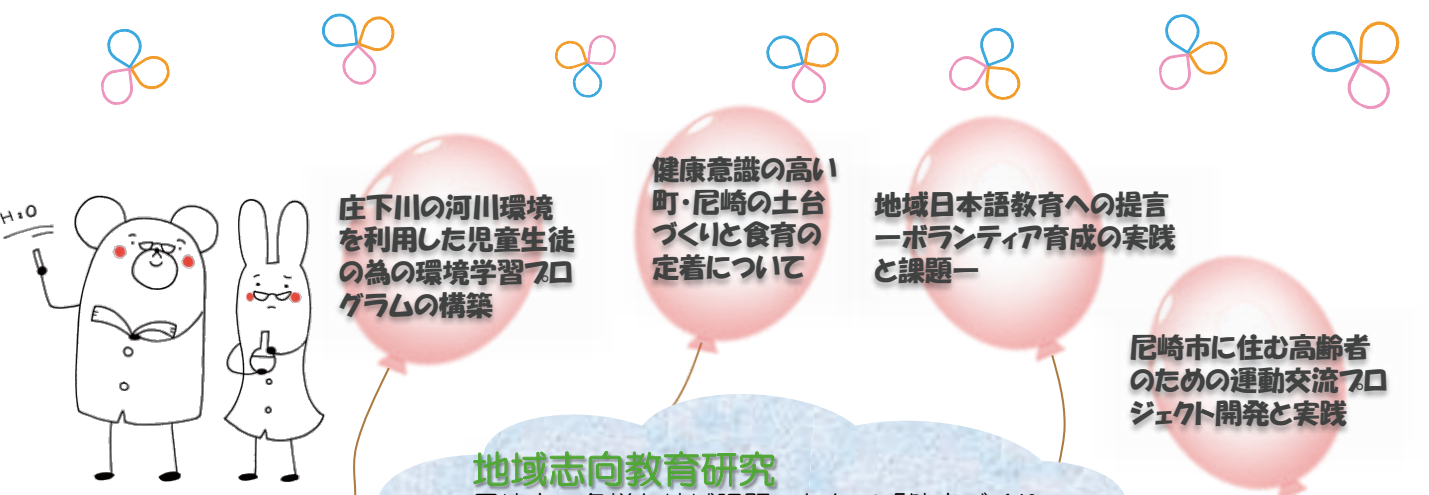 H₂O
庄下川の河川環境
を利用した児童生徒
の為の環境学習プロ
グラムの構築
健康意識の高い
町・尼崎の土台
づくりと食育の
定着について
地域日本語教育への提言
ーボランティア育成の実践
と課題ー
尼崎市に住む高齢者
のための運動交流プロ
ジェクト開発と実践
地域志向教育研究